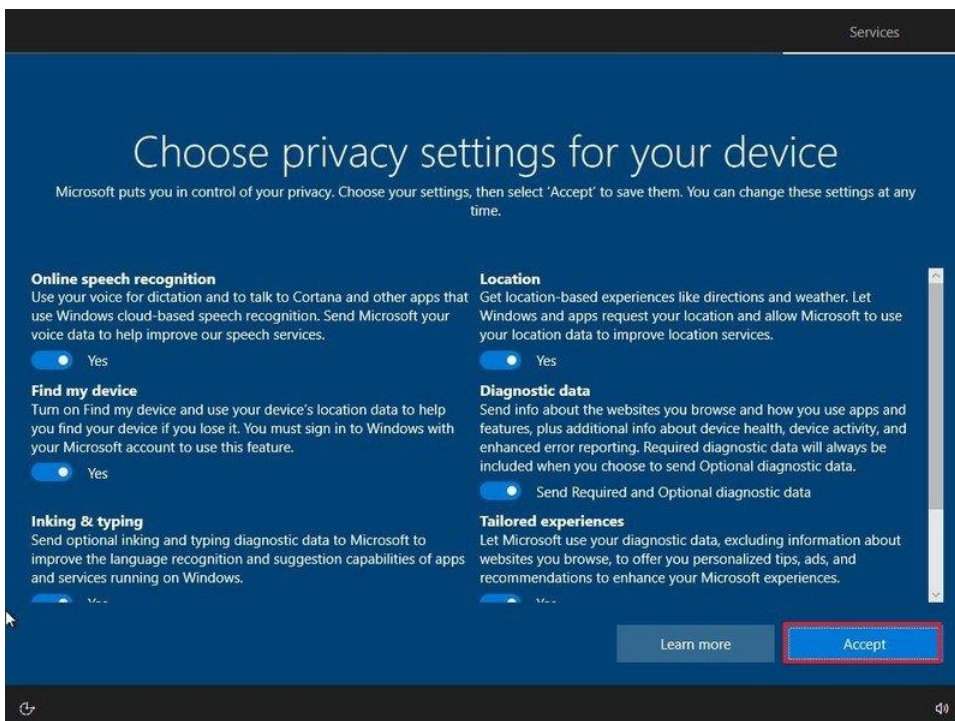 Services
Choose privacy settings for your device
Microsoft puts you in control of your privacy. Choose your settings, then select 'Accept' to save them. You can change these settings at any
time.
Online speech recognition
Use your voice for dictation and to talk to Cortana and other apps that
use Windows cloud-based speech recognition. Send Microsoft your
voice data to help improve our speech services.
Yes
Find my device
Turn on Find my device and use your device's location data to help
you find your device if you lose it. You must sign in to Windows with
your Microsoft account to use this feature.
Yes
Inking & typing
Send optional inking and typing diagnostic data to Microsoft to
improve the language recognition and suggestion capabilities of apps
and services running on Windows.
Yes
Location
Get location-based experiences like directions and weather. Let
Windows and apps request your location and allow Microsoft to use
your location data to improve location services.
Yes
Diagnostic data
Send info about the websites you browse and how you use apps and
features, plus additional info about device health, device activity, and
enhanced error reporting. Required diagnostic data will always be
included when you choose to send Optional diagnostic data.
Send Required and Optional diagnostic data
Tailored experiences
Let Microsoft use your diagnostic data, excluding information about
websites you browse, to offer you personalized tips, ads, and
recommendations to enhance your Microsoft experiences.
Yes
Learn more
Accept